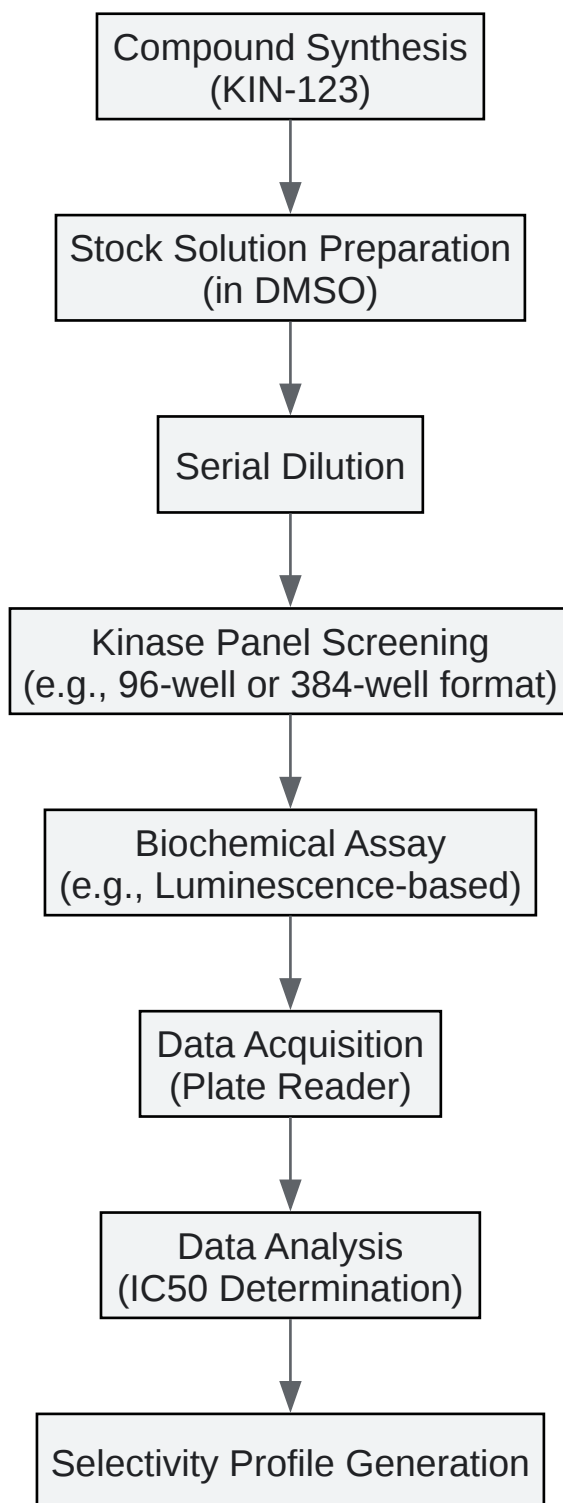 Compound Synthesis
(KIN-123)
Stock Solution Preparation
(in DMSO)
Serial Dilution
Kinase Panel Screening
(e.g., 96-well or 384-well format)
Biochemical Assay
(e.g., Luminescence-based)
Data Acquisition
(Plate Reader)
Data Analysis
(IC50 Determination)
Selectivity Profile Generation